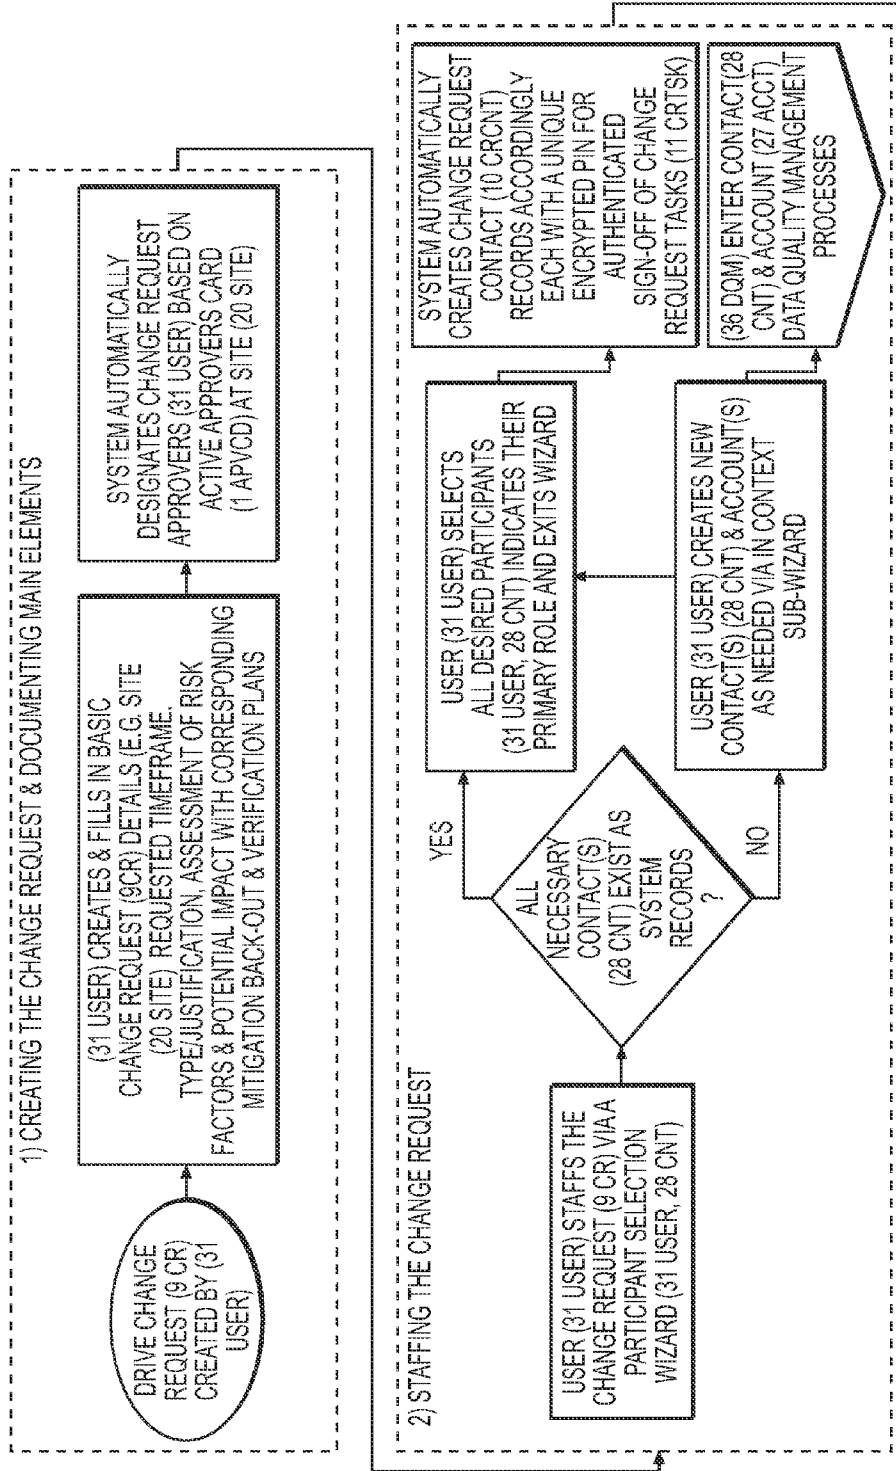 1) CREATING THE CHANGE REQUEST & DOCUMENTING MAIN ELEMENTS
DRIVE CHANGE
REQUEST (9 CR)
CREATED BY (31
USER)
(31 USER) CREATES & FILLS IN BASIC
CHANGE REQUEST (9CR) DETAILS (E.G. SITE
(20 SITE) REQUESTED TIMEFRAME.
TYPE/JUSTIFICATION, ASSESSMENT OF RISK
FACTORS & POTENTIAL IMPACT WITH CORRESPONDING
MITIGATION BACK-OUT & VERIFICATION PLANS
SYSTEM AUTOMATICALLY
DESIGNATES CHANGE REQUEST
APPROVERS (31 USER) BASED ON
ACTIVE APPROVERS CARD
(1 APVCD) AT SITE (20 SITE)
2) STAFFING THE CHANGE REQUEST
USER (31 USER) STAFFS THE
CHANGE REQUEST (9 CR) VIA A
PARTICIPANT SELECTION
WIZARD (31 USER, 28 CNT)
ALL
NECESSARY
CONTACT(S)
(28 CNT) EXIST AS
SYSTEM
RECORDS
?
YES
NO
USER (31 USER) SELECTS
ALL DESIRED PARTICIPANTS
(31 USER, 28 CNT) INDICATES THEIR
PRIMARY ROLE AND EXITS WIZARD
USER (31 USER) CREATES NEW
CONTACT(S) (28 CNT) & ACCOUNT(S)
AS NEEDED VIA IN CONTEXT
SUB-WIZARD
SYSTEM AUTOMATICALLY
CREATES CHANGE REQUEST
CONTACT (10 CRCNT)
RECORDS ACCORDINGLY
EACH WITH A UNIQUE
ENCRYPTED PIN FOR
AUTHENTICATED
SIGN-OFF OF CHANGE
REQUEST TASKS (11 CRTSK)
(36 DQM) ENTER CONTACT(28
CNT) & ACCOUNT (27 ACCT)
DATA QUALITY MANAGEMENT
PROCESSES